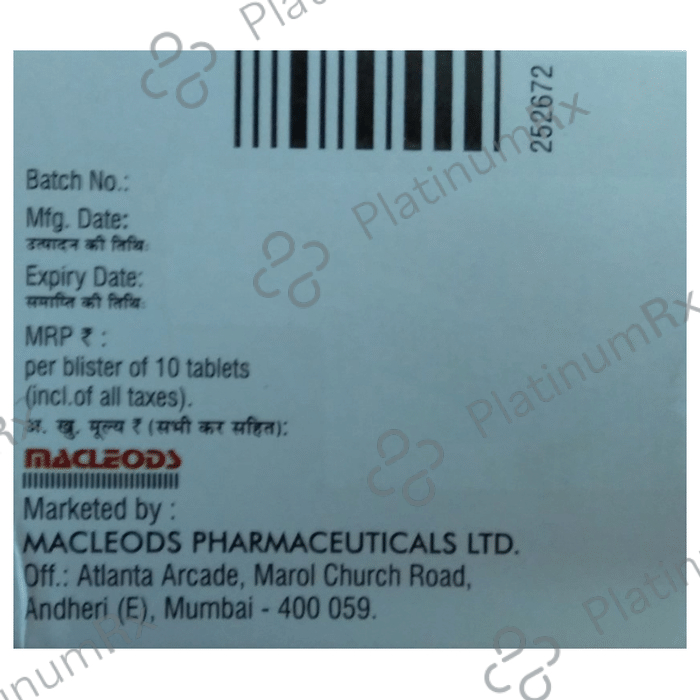 252672
Batch No.:
Mfg. Date:
उत्पादन की तिथि:
Expiry Date:
समाप्ति की तिथि:
MRP ₹ :
per blister of 10 tablets
(incl.of all taxes).
अ. खु. मूल्य ₹ (सभी कर सहित):
MACLEODS
Marketed by :
MACLEODS PHARMACEUTICALS LTD.
Off.: Atlanta Arcade, Marol Church Road,
Andheri (E), Mumbai - 400 059.
PlatinumRx
PlatinumRx
PlatinumRx
PlatinumRx
PlatinumRx